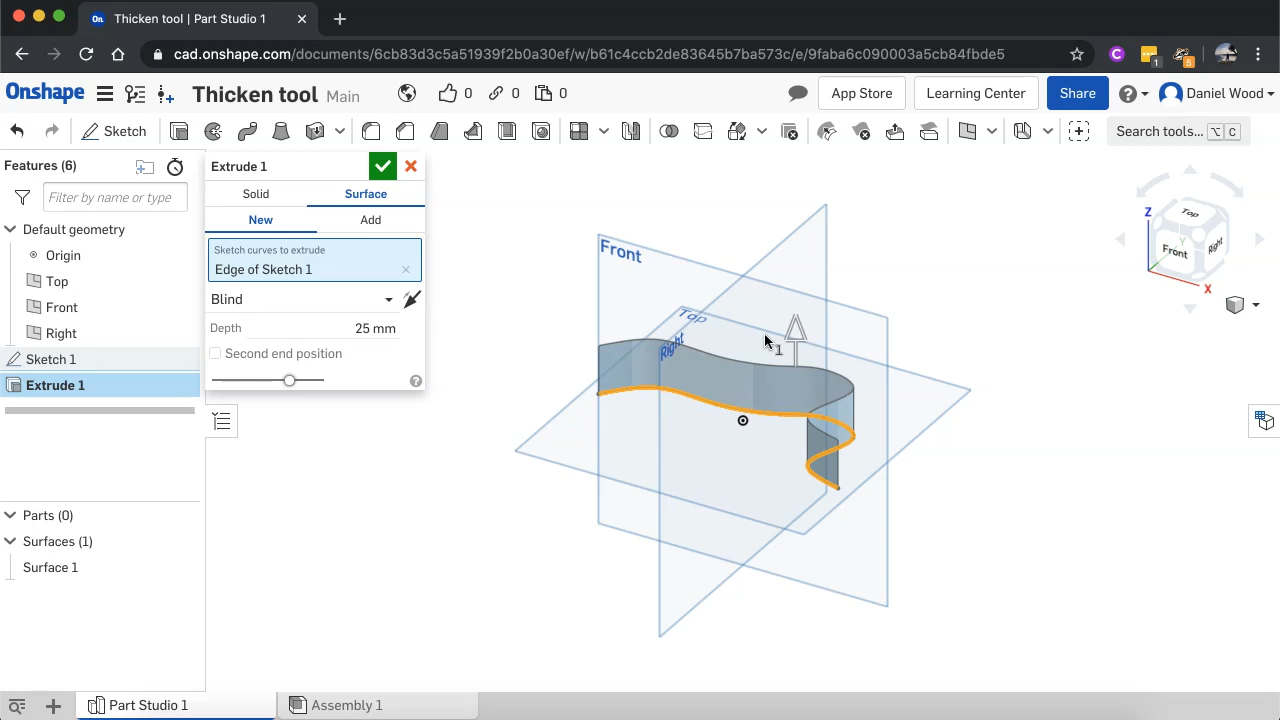 On Thicken tool | Part Studio 1
cad.onshape.com/documents/6cb83d3c5a51939f2b0a30ef/w/b61c4ccb2de83645b7ba573c/e/9faba6c090003a5cb84fbde5
C 1 5
Onshape Thicken tool Main 0 0 0 App Store Learning Center Share Daniel Wood
Sketch Search tools... ⌥ C
Features (6)
Filter by name or type
Default geometry
Origin
Top
Front
Right
Sketch 1
Extrude 1
Parts (0)
Surfaces (1)
Surface 1
Extrude 1
Solid Surface
New Add
Sketch curves to extrude
Edge of Sketch 1
Blind
Depth 25 mm
Second end position
Front
Top
Right
1
Z
Top
Y
Front
Right
X
Part Studio 1 Assembly 1